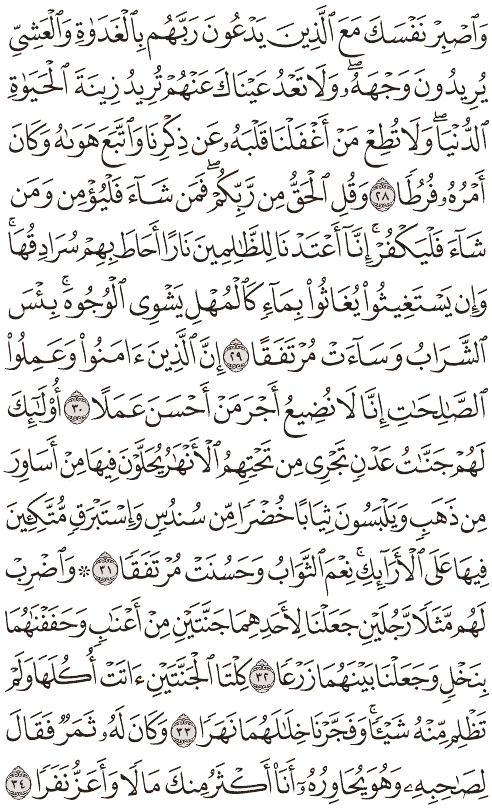 وَٱصۡبِرۡ نَفۡسَكَ مَعَ ٱلَّذِينَ يَدۡعُونَ رَبَّهُم بِٱلۡغَدَوٰةِ وَٱلۡعَشِيِّ
يُرِيدُونَ وَجۡهَهُۥۖ وَلَا تَعۡدُ عَيۡنَاكَ عَنۡهُمۡ تُرِيدُ زِينَةَ ٱلۡحَيَوٰةِ
ٱلدُّنۡيَاۖ وَلَا تُطِعۡ مَنۡ أَغۡفَلۡنَا قَلۡبَهُۥ عَن ذِكۡرِنَا وَٱتَّبَعَ هَوَىٰهُ وَكَانَ
أَمۡرُهُۥ فُرُطٗا ٢٨ وَقُلِ ٱلۡحَقُّ مِن رَّبِّكُمۡۖ فَمَن شَآءَ فَلۡيُؤۡمِن وَمَن
شَآءَ فَلۡيَكۡفُرۡۚ إِنَّآ أَعۡتَدۡنَا لِلظَّٰلِمِينَ نَارًا أَحَاطَ بِهِمۡ سُرَادِقُهَاۚ
وَإِن يَسۡتَغِيثُواْ يُغَاثُواْ بِمَآءٖ كَٱلۡمُهۡلِ يَشۡوِي ٱلۡوُجُوهَۚ بِئۡسَ
ٱلشَّرَابُ وَسَآءَتۡ مُرۡتَفَقًا ٢٩ إِنَّ ٱلَّذِينَ ءَامَنُواْ وَعَمِلُواْ
ٱلصَّٰلِحَٰتِ إِنَّا لَا نُضِيعُ أَجۡرَ مَنۡ أَحۡسَنَ عَمَلًا ٣٠ أُوْلَٰٓئِكَ
لَهُمۡ جَنَّٰتُ عَدۡنٖ تَجۡرِي مِن تَحۡتِهِمُ ٱلۡأَنۡهَٰرُ يُحَلَّوۡنَ فِيهَا مِنۡ أَسَاوِرَ
مِن ذَهَبٖ وَيَلۡبَسُونَ ثِيَابًا خُضۡرٗا مِّن سُندُسٖ وَإِسۡتَبۡرَقٖ مُّتَّكِـِٔينَ
فِيهَا عَلَى ٱلۡأَرَآئِكِۚ نِعۡمَ ٱلثَّوَابُ وَحَسُنَتۡ مُرۡتَفَقٗا ٣١ ۞ وَٱضۡرِبۡ
لَهُم مَّثَلٗا رَّجُلَيۡنِ جَعَلۡنَا لِأَحَدِهِمَا جَنَّتَيۡنِ مِنۡ أَعۡنَٰبٖ وَحَفَفۡنَٰهُمَا
بِنَخۡلٖ وَجَعَلۡنَا بَيۡنَهُمَا زَرۡعٗا ٣٢ كِلۡتَا ٱلۡجَنَّتَيۡنِ ءَاتَتۡ أُكُلَهَا وَلَمۡ
تَظۡلِم مِّنۡهُ شَيۡـٔٗاۚ وَفَجَّرۡنَا خِلَٰلَهُمَا نَهَرٗا ٣٣ وَكَانَ لَهُۥ ثَمَرٞ فَقَالَ
لِصَٰحِبِهِۦ وَهُوَ يُحَاوِرُهُۥٓ أَنَا۠ أَكۡثَرُ مِنكَ مَالٗا وَأَعَزُّ نَفَرٗا ٣٤